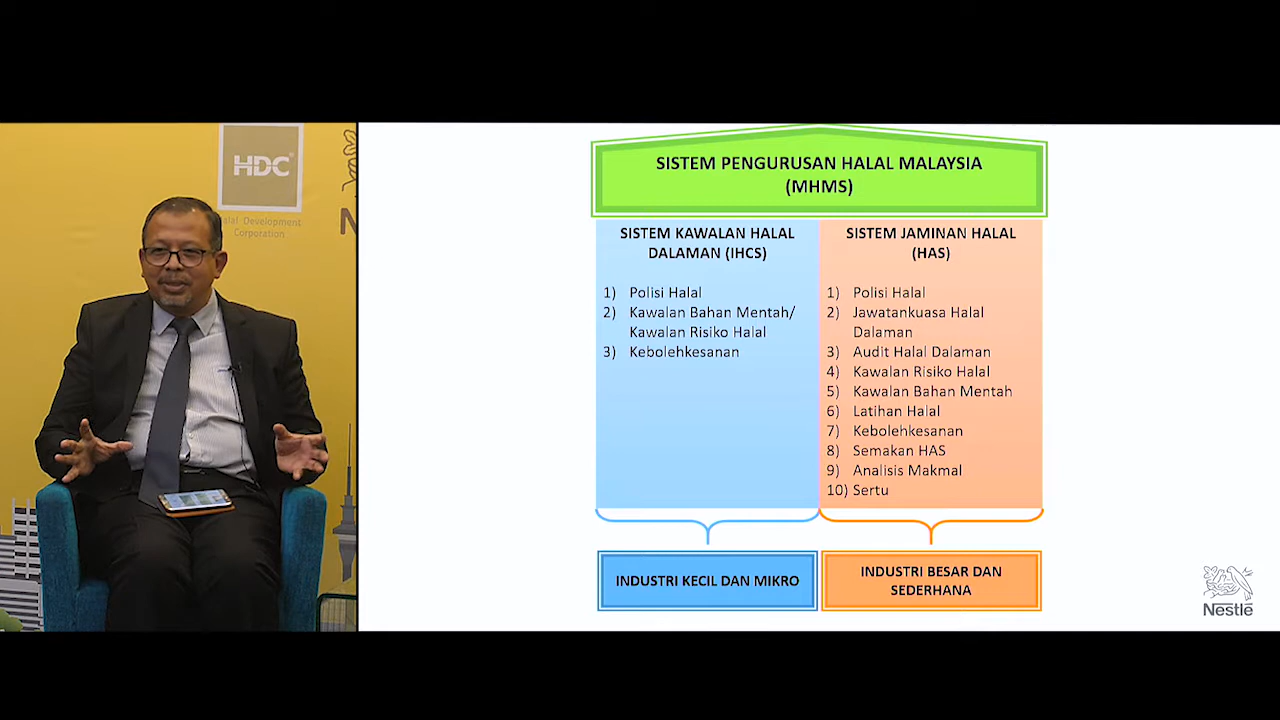 HDC
Halal Development
Corporation
SISTEM PENGURUSAN HALAL MALAYSIA
(MHMS)
SISTEM KAWALAN HALAL
DALAMAN (IHCS)
1) Polisi Halal
2) Kawalan Bahan Mentah/
Kawalan Risiko Halal
3) Kebolehkesanan
SISTEM JAMINAN HALAL
(HAS)
1) Polisi Halal
2) Jawatankuasa Halal
Dalaman
3) Audit Halal Dalaman
4) Kawalan Risiko Halal
5) Kawalan Bahan Mentah
6) Latihan Halal
7) Kebolehkesanan
8) Semakan HAS
9) Analisis Makmal
10) Sertu
INDUSTRI KECIL DAN MIKRO
INDUSTRI BESAR DAN
SEDERHANA
Nestlé